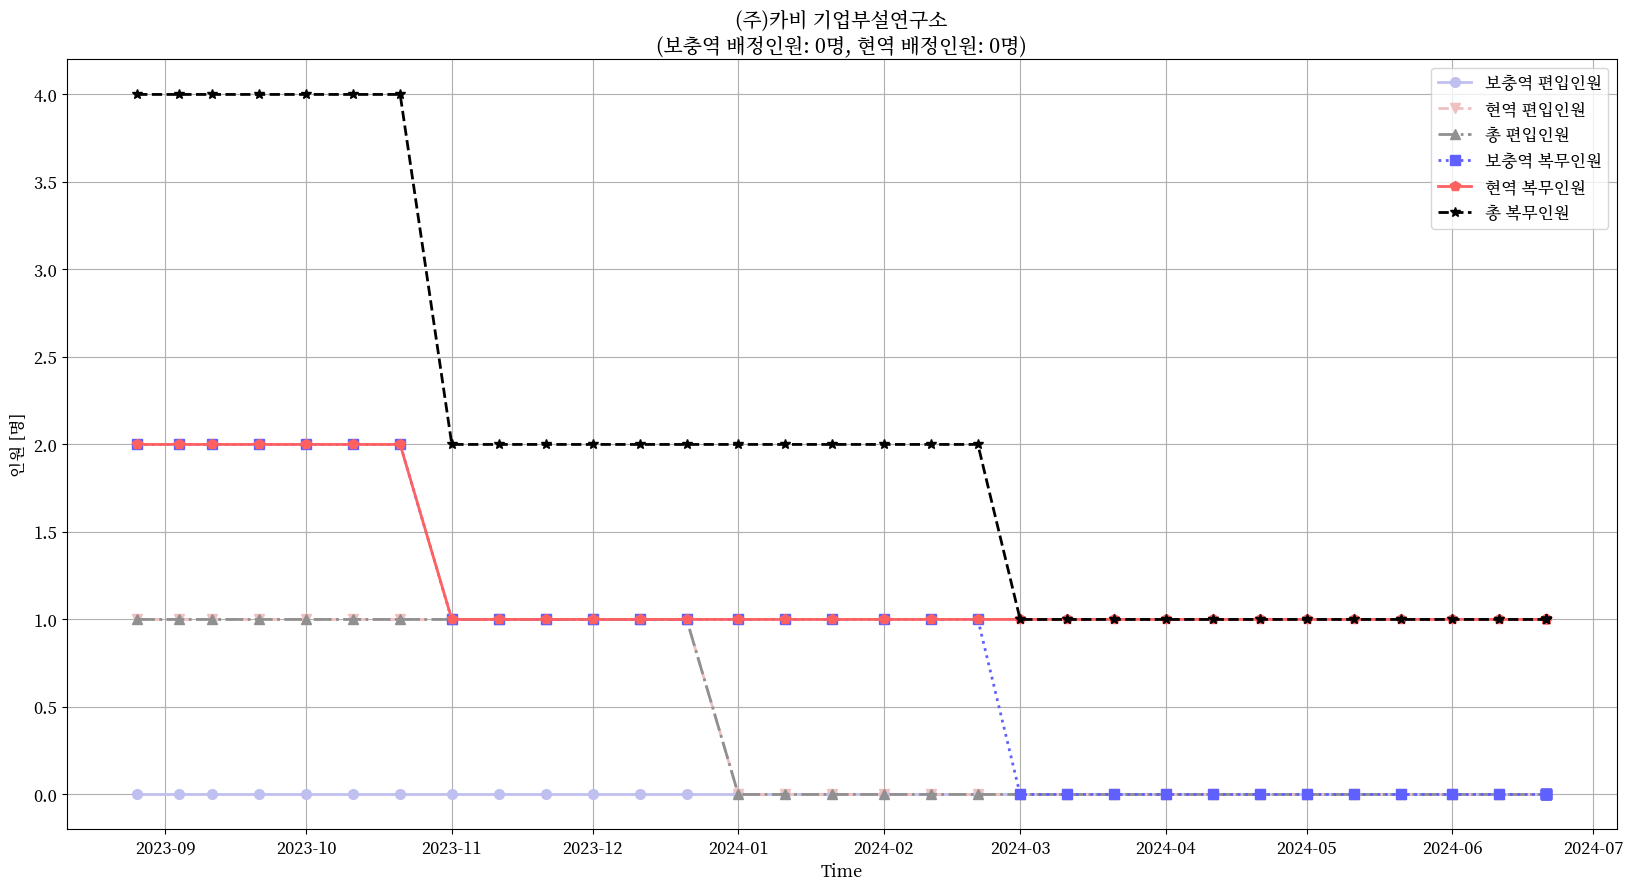 (주)카비 기업부설연구소
(보충역 배정인원: 0명, 현역 배정인원: 0명)
보충역 편입인원
현역 편입인원
총 편입인원
보충역 복무인원
현역 복무인원
총 복무인원
인원 [명]
4.0
3.5
3.0
2.5
2.0
1.5
1.0
0.5
0.0
2023-09 2023-10 2023-11 2023-12 2024-01 2024-02 2024-03 2024-04 2024-05 2024-06 2024-07
Time